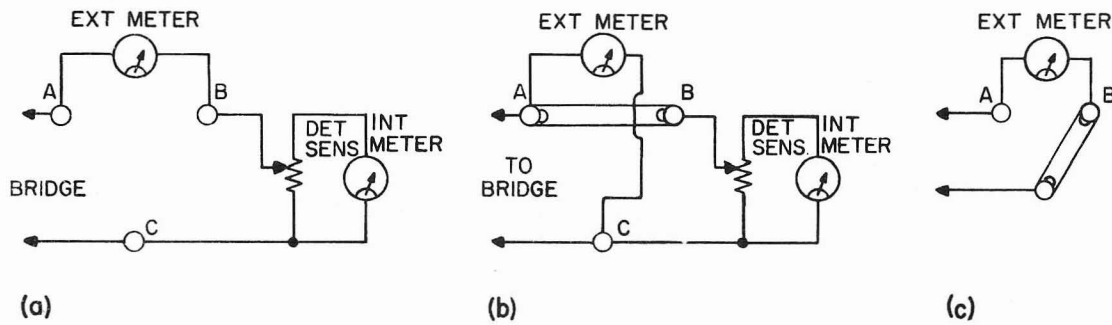 EXT METER
A
B
DET
SENS
INT
METER
BRIDGE
C
(a)
EXT METER
A
B
DET
SENS.
INT
METER
TO
BRIDGE
C
(b)
EXT METER
A
B
(c)